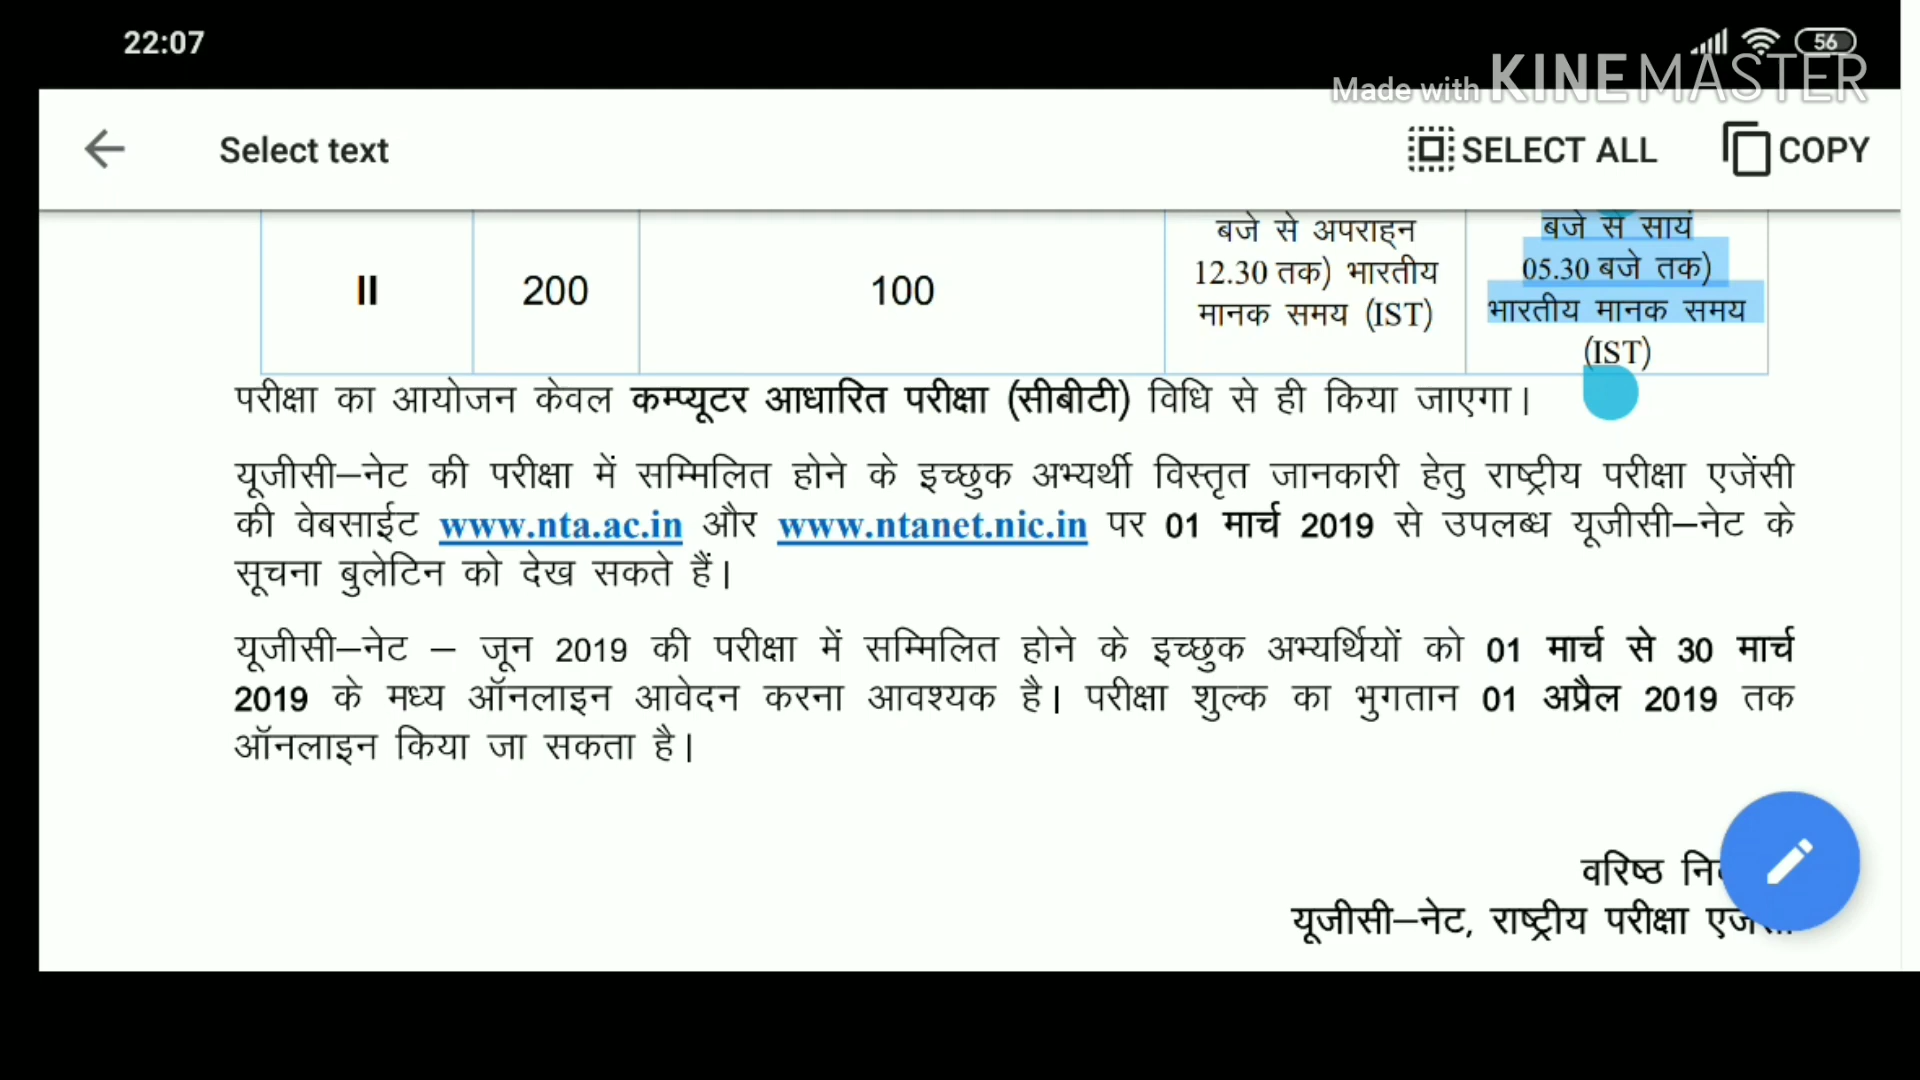 22:07
56
Made with KINEMASTER
Select text
SELECT ALL
COPY
II
200
100
बजे से अपराह्न
12.30 तक) भारतीय
मानक समय (IST)
बजे से सायं
05.30 बजे तक)
भारतीय मानक समय
(IST)
परीक्षा का आयोजन केवल कम्प्यूटर आधारित परीक्षा (सीबीटी) विधि से ही किया जाएगा।
यूजीसी–नेट की परीक्षा में सम्मिलित होने के इच्छुक अभ्यर्थी विस्तृत जानकारी हेतु राष्ट्रीय परीक्षा एजेंसी
की वेबसाईट www.nta.ac.in और www.ntanet.nic.in पर 01 मार्च 2019 से उपलब्ध यूजीसी–नेट के
सूचना बुलेटिन को देख सकते हैं।
यूजीसी–नेट – जून 2019 की परीक्षा में सम्मिलित होने के इच्छुक अभ्यर्थियों को 01 मार्च से 30 मार्च
2019 के मध्य ऑनलाइन आवेदन करना आवश्यक है। परीक्षा शुल्क का भुगतान 01 अप्रैल 2019 तक
ऑनलाइन किया जा सकता है।
वरिष्ठ
यूजीसी–नेट, राष्ट्रीय परीक्षा